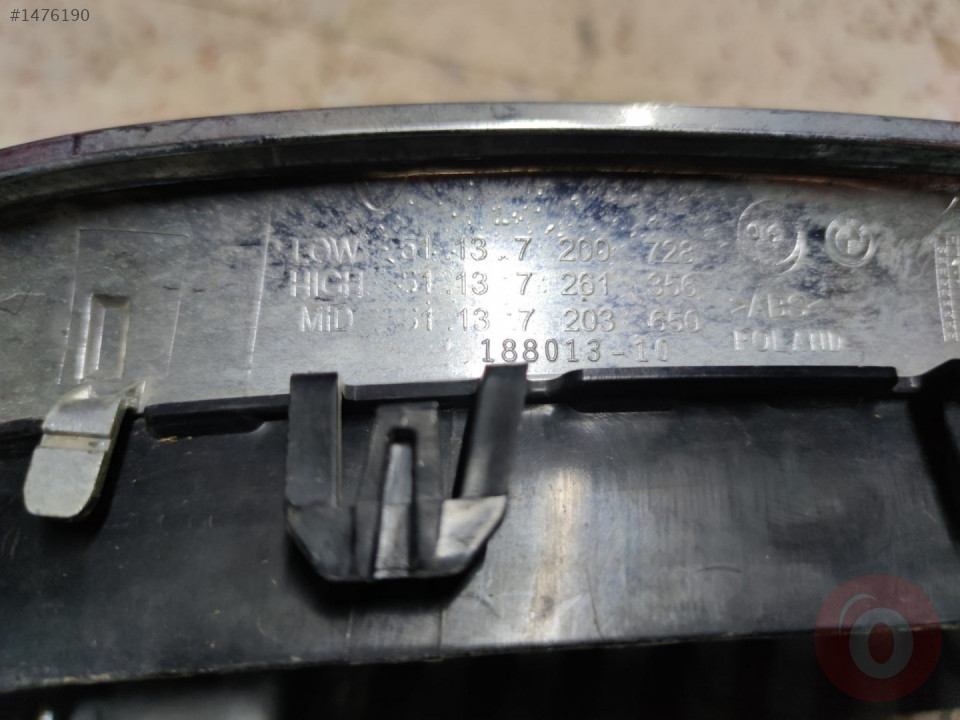 #1476190
LOW 51.13.7 200 728
HIGH 51.13.7 261 356
MID 51.13.7 203 650
>ABS<
188013-10
POLAND